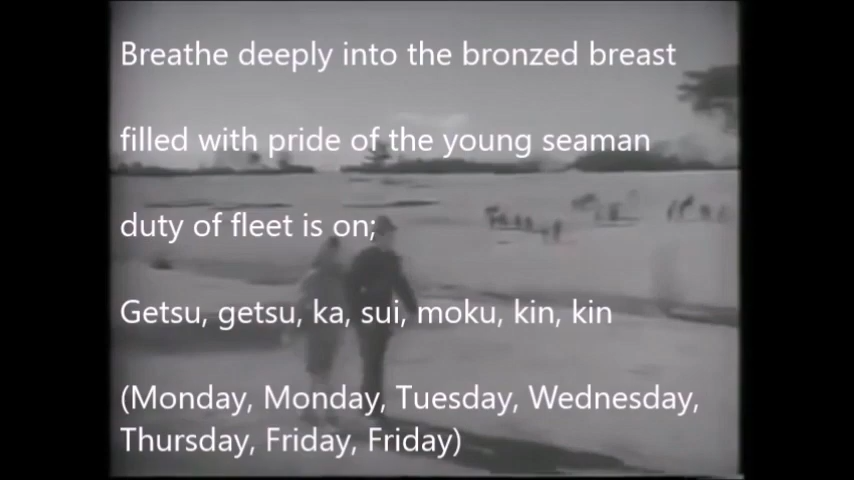 Breathe deeply into the bronzed breast
filled with pride of the young seaman
duty of fleet is on;
Getsu, getsu, ka, sui, moku, kin, kin
(Monday, Monday, Tuesday, Wednesday,
Thursday, Friday, Friday)